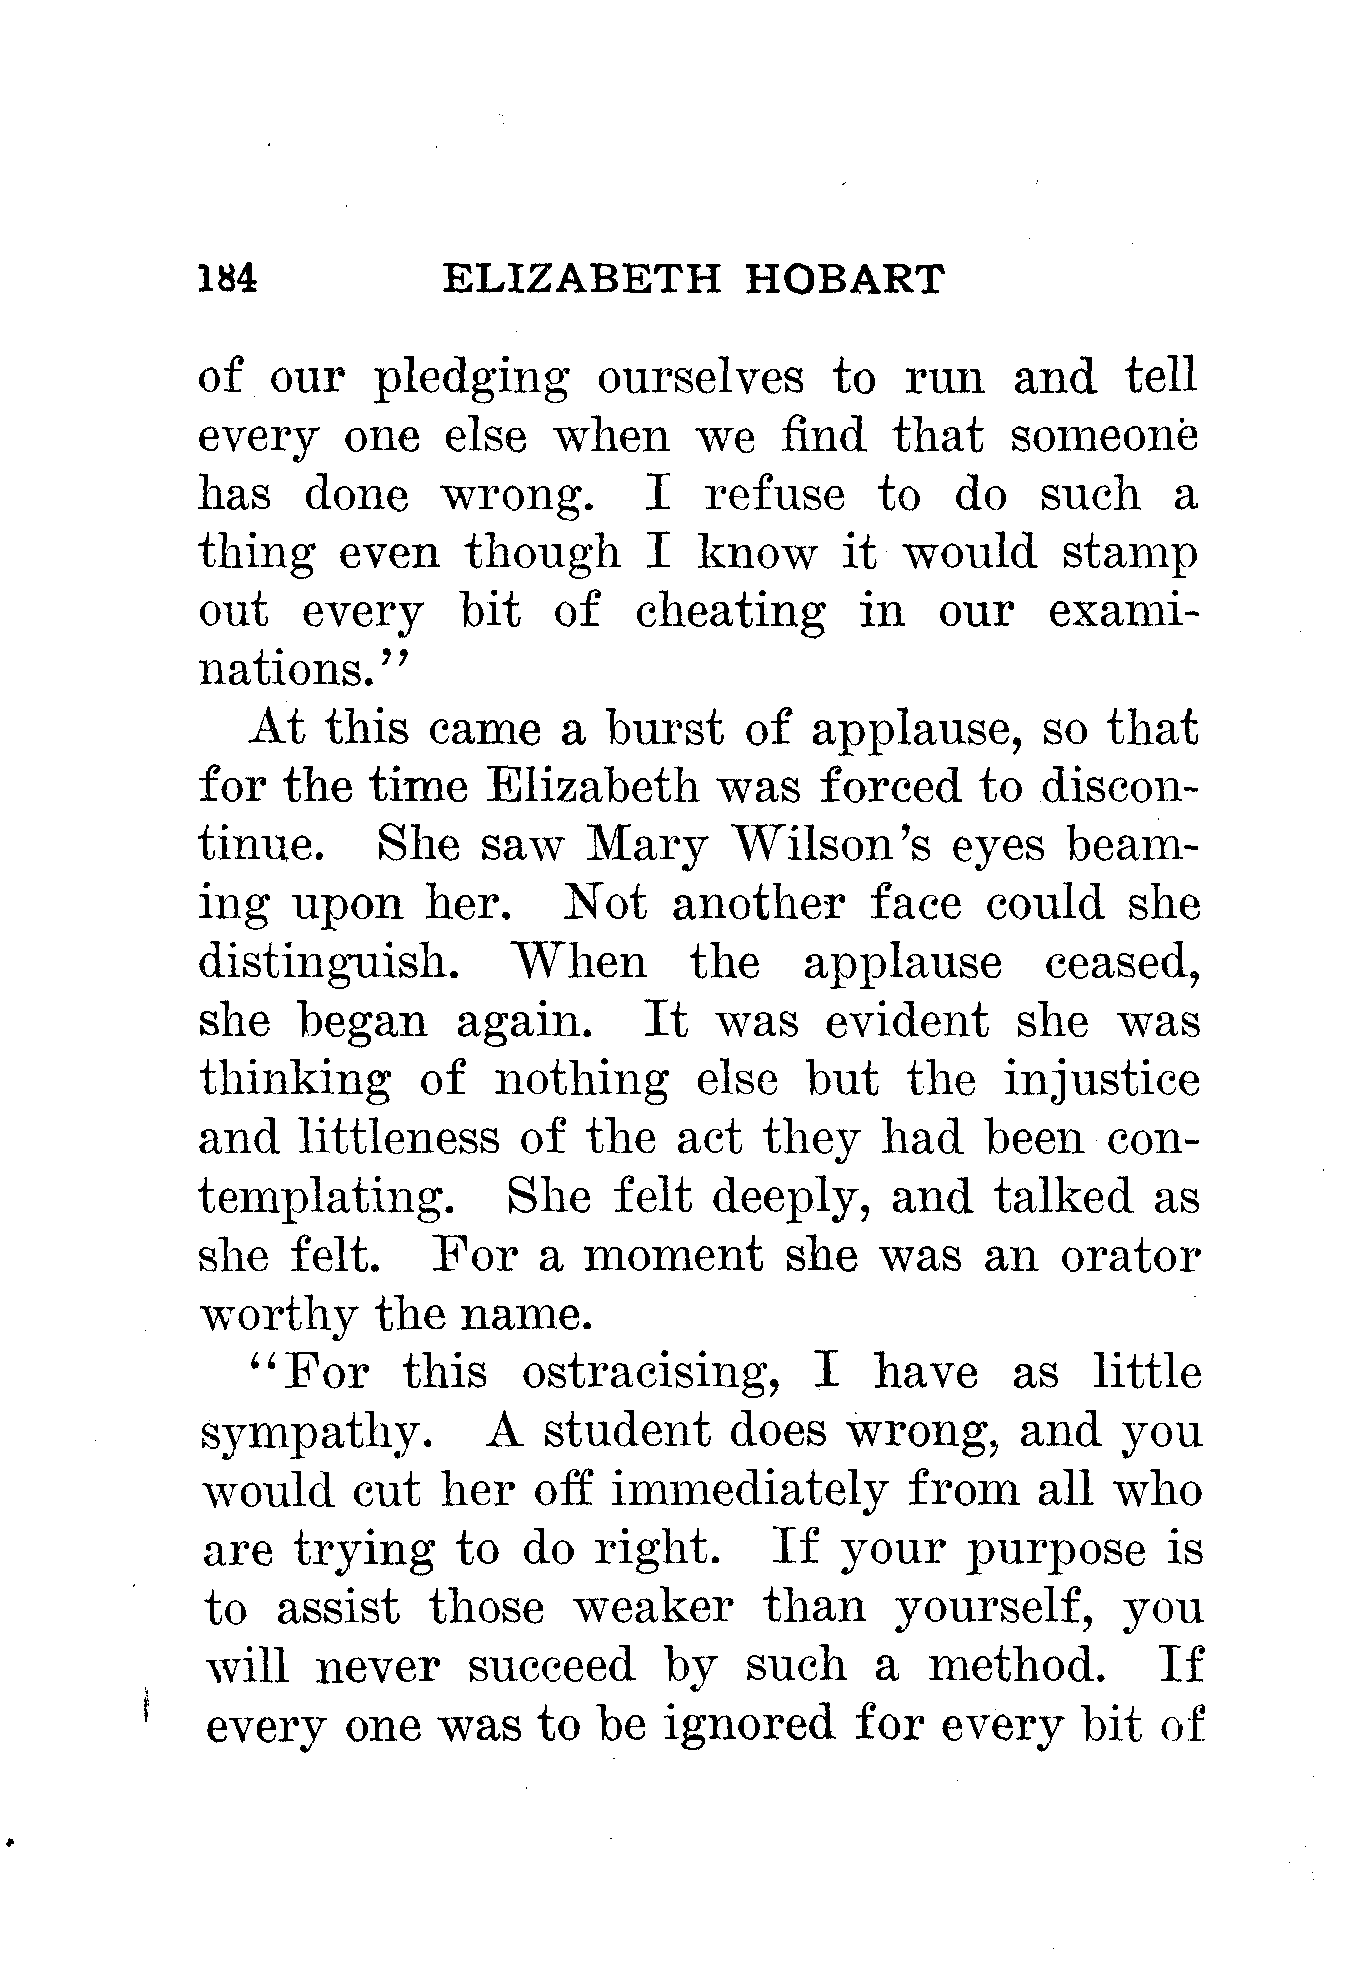 184 ELIZABETH HOBART
of our pledging ourselves to run and tell
every one else when we find that someone
has done wrong. I refuse to do such a
thing even though I know it would stamp
out every bit of cheating in our exami-
nations."
At this came a burst of applause, so that
for the time Elizabeth was forced to discon-
tinue. She saw Mary Wilson's eyes beam-
ing upon her. Not another face could she
distinguish. When the applause ceased,
she began again. It was evident she was
thinking of nothing else but the injustice
and littleness of the act they had been con-
templating. She felt deeply, and talked as
she felt. For a moment she was an orator
worthy the name.
"For this ostracising, I have as little
sympathy. A student does wrong, and you
would cut her off immediately from all who
are trying to do right. If your purpose is
to assist those weaker than yourself, you
will never succeed by such a method. If
every one was to be ignored for every bit of